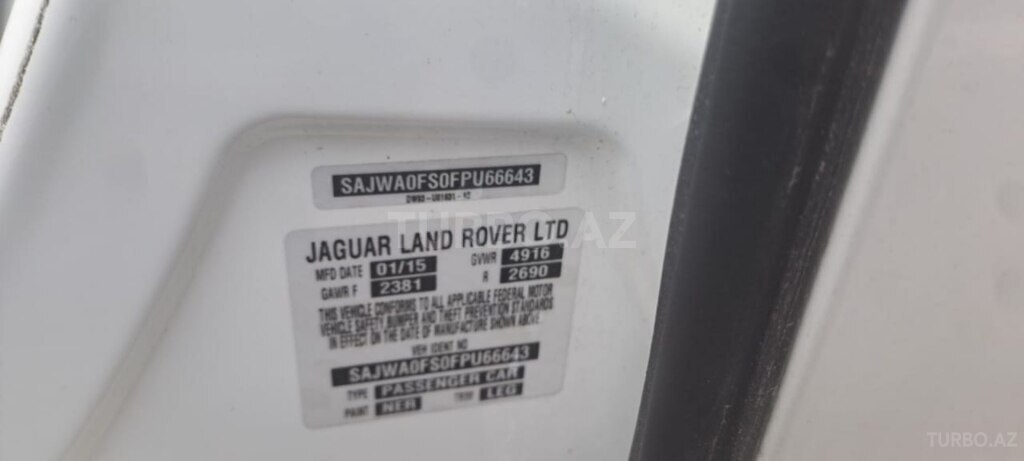 SAJWA0FS0FPU66643
TURBO.AZ
JAGUAR LAND ROVER LTD
MFD DATE 01/15 GVWR 4916
GAWR F 2381 R 2690
THIS VEHICLE CONFORMS TO ALL APPLICABLE FEDERAL MOTOR
VEHICLE SAFETY, BUMPER AND THEFT PREVENTION STANDARDS
IN EFFECT ON THE DATE OF MANUFACTURE SHOWN ABOVE.
VEH IDENT NO
SAJWA0FS0FPU66643
TYPE PASSENGER CAR
PAINT NER TRIM LEG
TURBO.AZ